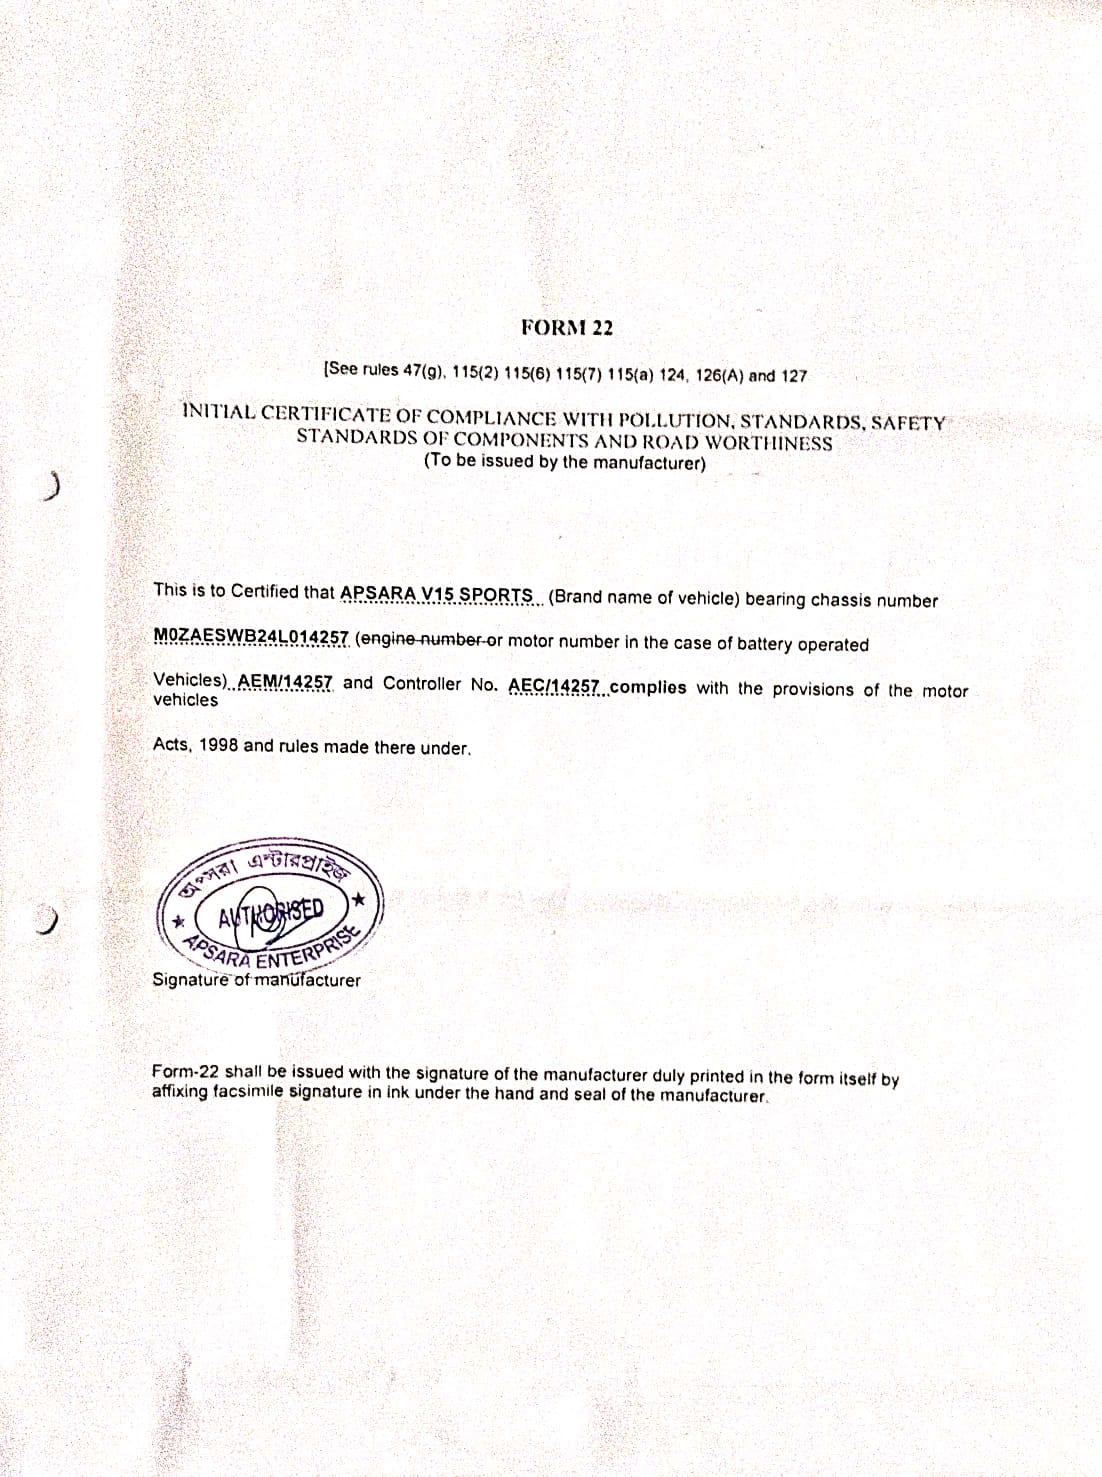 FORM 22
[See rules 47(g), 115(2) 115(6) 115(7) 115(a) 124, 126(A) and 127
INITIAL CERTIFICATE OF COMPLIANCE WITH POLLUTION, STANDARDS, SAFETY
STANDARDS OF COMPONENTS AND ROAD WORTHINESS
(To be issued by the manufacturer)
This is to Certified that APSARA V15 SPORTS (Brand name of vehicle) bearing chassis number
M0ZAESWB24L014257 (engine number or motor number in the case of battery operated
Vehicles) AEM/14257 and Controller No. AEC/14257 complies with the provisions of the motor
vehicles
Acts, 1998 and rules made there under.
অপ্সরা এন্টারপ্রাইজ
AUTHORISED
APSARA ENTERPRISE
Signature of manufacturer
Form-22 shall be issued with the signature of the manufacturer duly printed in the form itself by
affixing facsimile signature in ink under the hand and seal of the manufacturer.